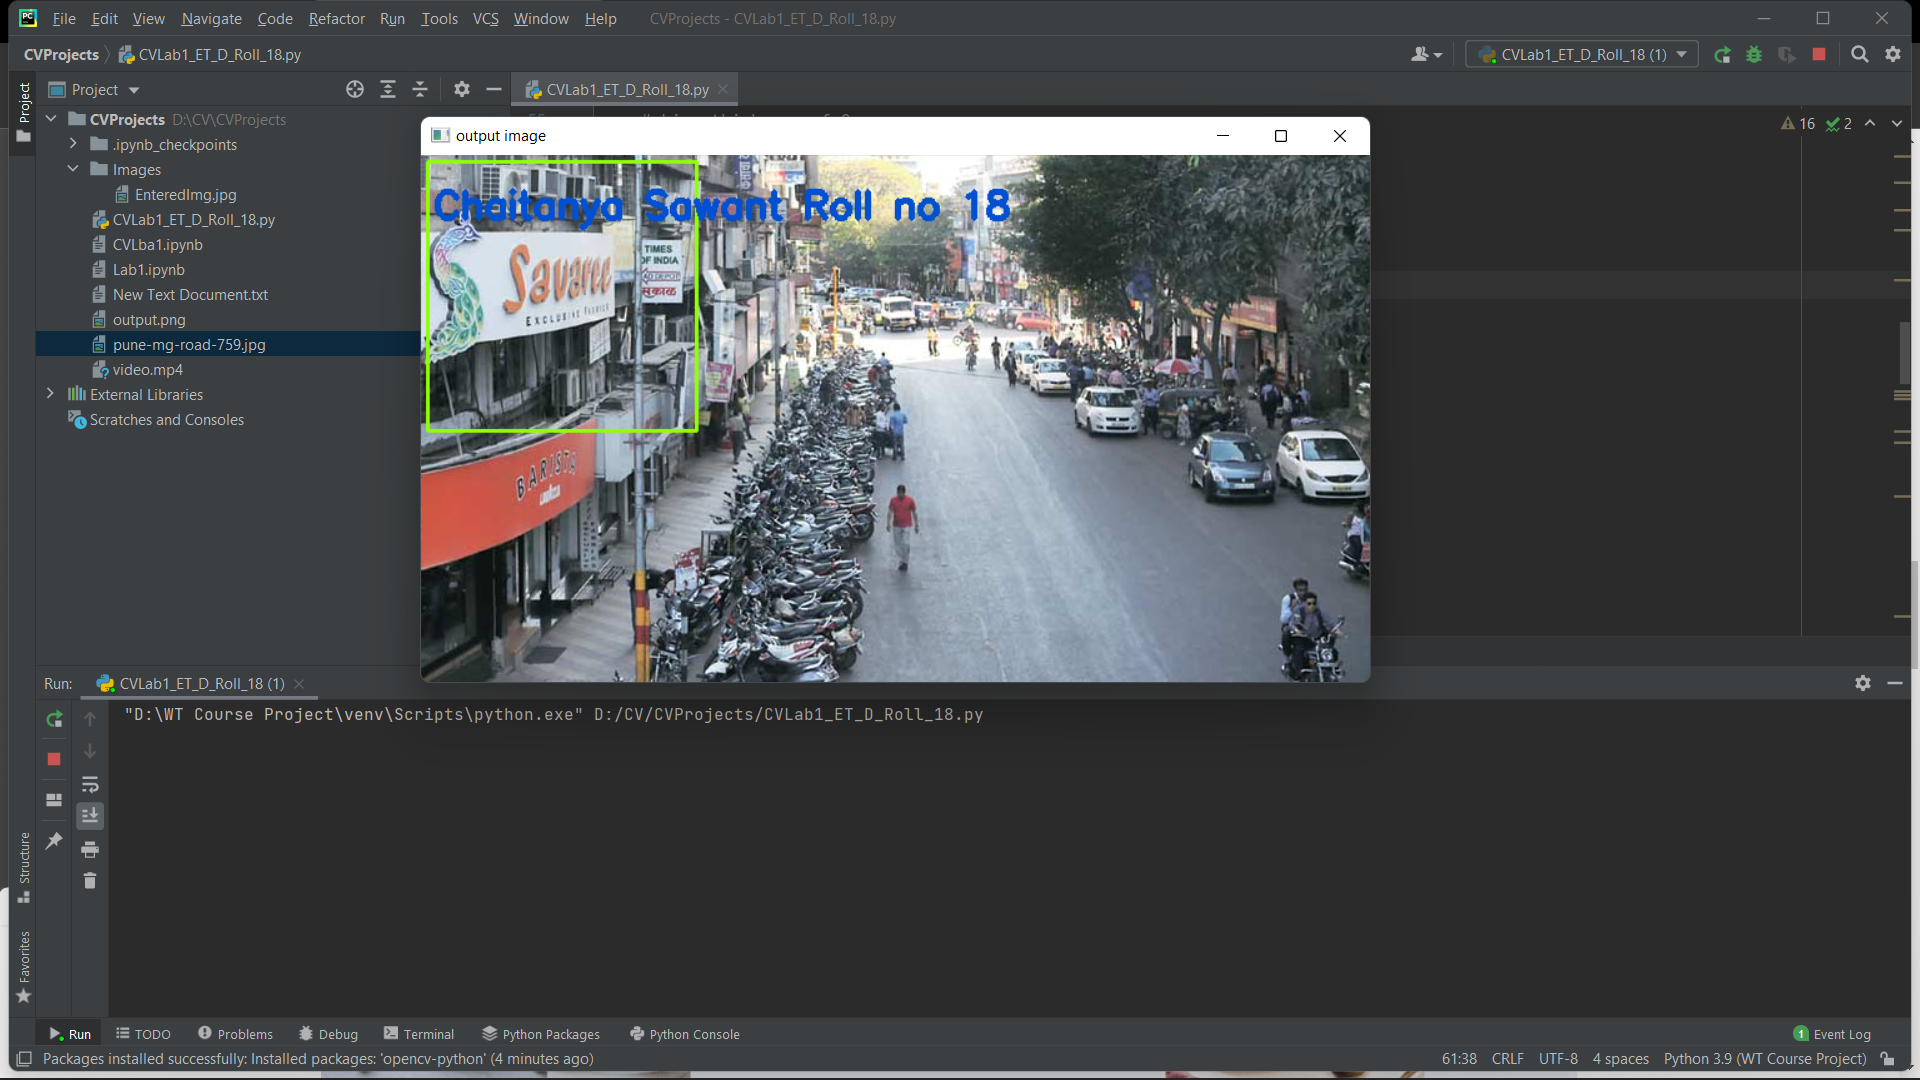 File Edit View Navigate Code Refactor Run Tools VCS Window Help CVProjects - CVLab1_ET_D_Roll_18.py
CVProjects CVLab1_ET_D_Roll_18.py CVLab1_ET_D_Roll_18 (1)
Project
Project
CVLab1_ET_D_Roll_18.py
CVProjects D:\CV\CVProjects
.ipynb_checkpoints
Images
EnteredImg.jpg
CVLab1_ET_D_Roll_18.py
CVLba1.ipynb
Lab1.ipynb
New Text Document.txt
output.png
pune-mg-road-759.jpg
video.mp4
External Libraries
Scratches and Consoles
16 2
output image
Chaitanya Sawant Roll no 18
Savaree
EXCLUSIVE FABRICS
TIMES
OF INDIA
सकाळ
BARISTA
LAVAZZA
Run: CVLab1_ET_D_Roll_18 (1)
"D:\WT Course Project\venv\Scripts\python.exe" D:/CV/CVProjects/CVLab1_ET_D_Roll_18.py
Structure
Favorites
Run TODO Problems Debug Terminal Python Packages Python Console 1 Event Log
Packages installed successfully: Installed packages: 'opencv-python' (4 minutes ago) 61:38 CRLF UTF-8 4 spaces Python 3.9 (WT Course Project)